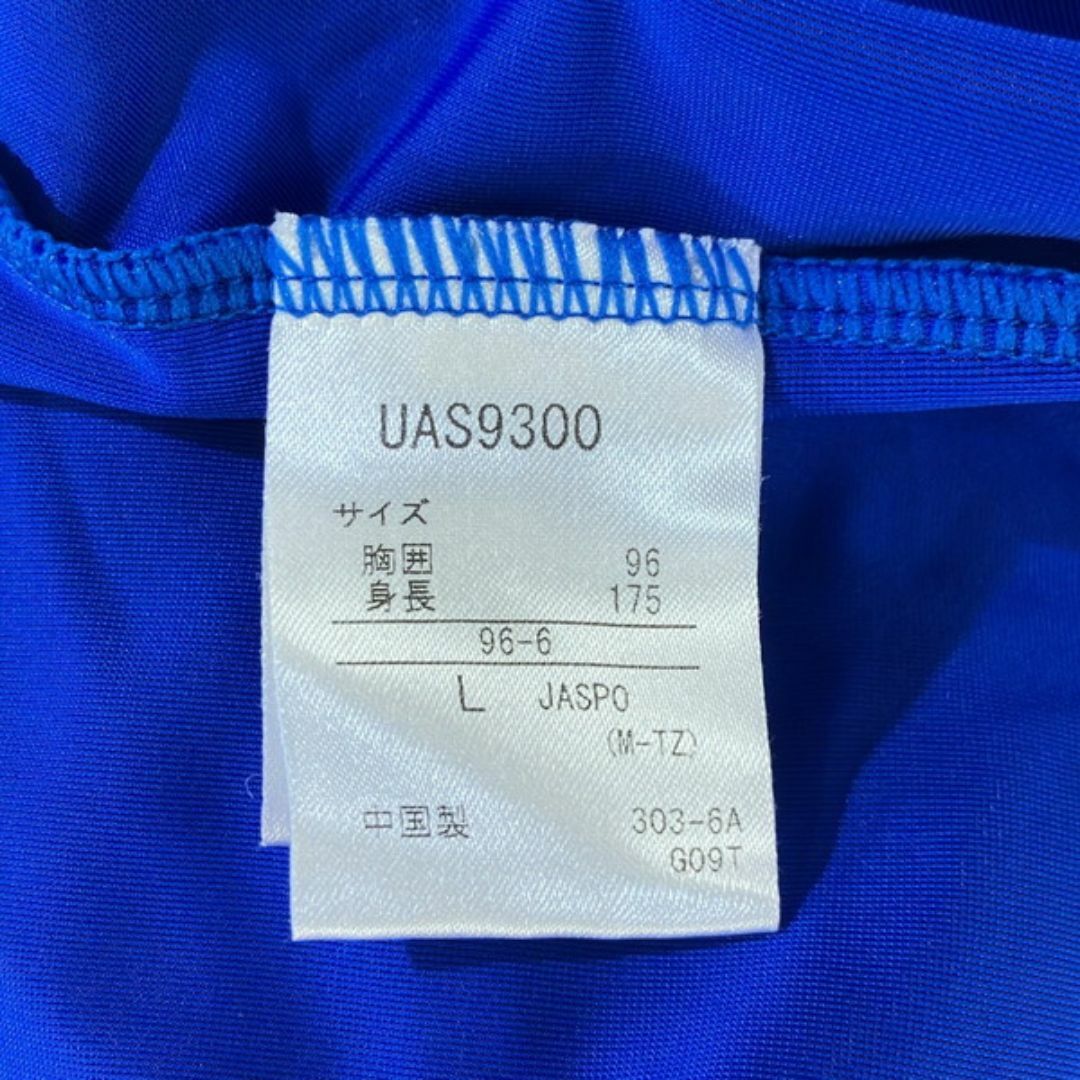 UAS9300
サイズ
胸囲 96
身長 175
96-6
L JASPO
(M-TZ)
中国製 303-6A
G09T